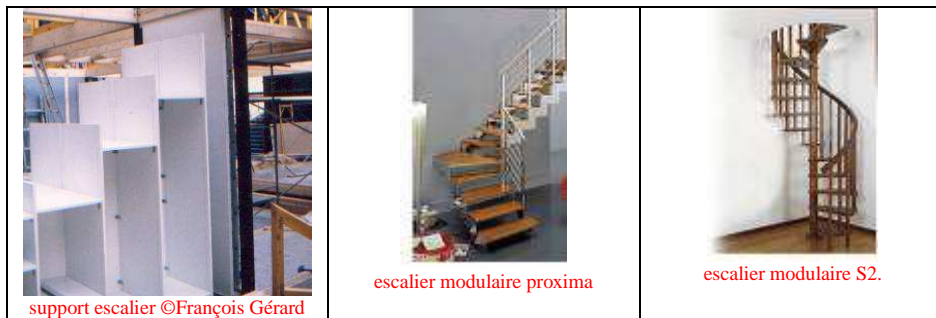 support escalier ©François Gérard
escalier modulaire proxima
escalier modulaire S2.